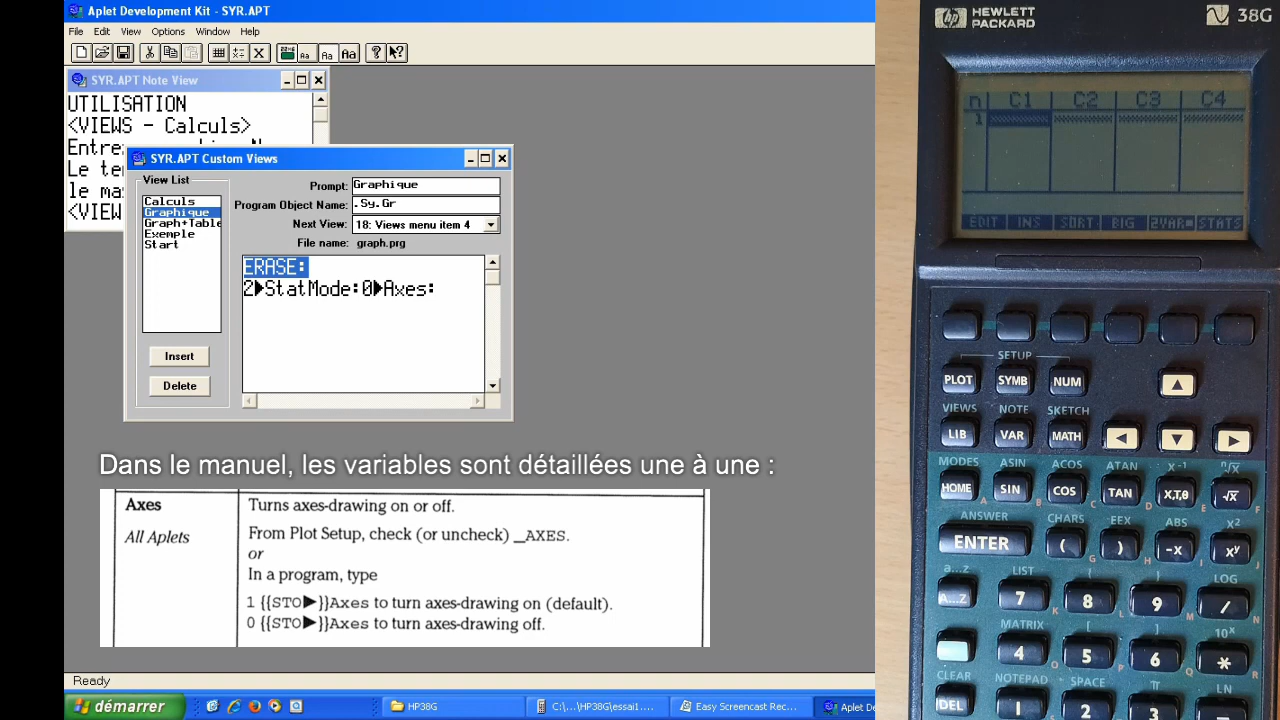 Aplet Development Kit - SYR.APT
File Edit View Options Window Help
SYR.APT Note View
UTILISATION
<VIEWS - Calculs>
Entre
Le te
le ma
<VIEW
SYR.APT Custom Views
View List
Calculs
Graphique
Graph+Table
Exemple
Start
Insert
Delete
Prompt: Graphique
Program Object Name: .Sy.Gr
Next View: 18: Views menu item 4
File name: graph.prg
ERASE:
2▶StatMode:0▶Axes:
Dans le manuel, les variables sont détaillées une à une :
Axes Turns axes-drawing on or off.
All Aplets From Plot Setup, check (or uncheck) _AXES.
or
In a program, type
1 {{STO▶}}Axes to turn axes-drawing on (default).
0 {{STO▶}}Axes to turn axes-drawing off.
Ready
démarrer HP38G C:\...\HP38G\essai1.... Easy Screencast Rec... Aplet De
hp HEWLETT PACKARD 38G
n C1 C2 C3 C4
1
EDIT INS SORT BIG 2VAR■ STATS
SETUP
PLOT SYMB NUM ▲
VIEWS NOTE SKETCH
LIB VAR MATH ◀ ▼ ▶
MODES ASIN ACOS ATAN X⁻¹ ⁿ√X
HOME A SIN B COS C TAN D X,T,θ E √x F
ANSWER (CHARS EEX ABS X²
ENTER ( G ) H -X I xʸ J
a...z LIST { } LOG
A...Z 7 K 8 L 9 M /
MATRIX [ ] 10ˣ
4 O 5 P 6 Q *
CLEAR NOTEPAD SPACE π LN
DEL 1 2 3